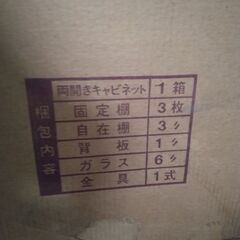 梱包内容
両開きキャビネット 1箱
固定棚 3枚
自在棚 3〃
背板 1〃
ガラス 6〃
金具 1式